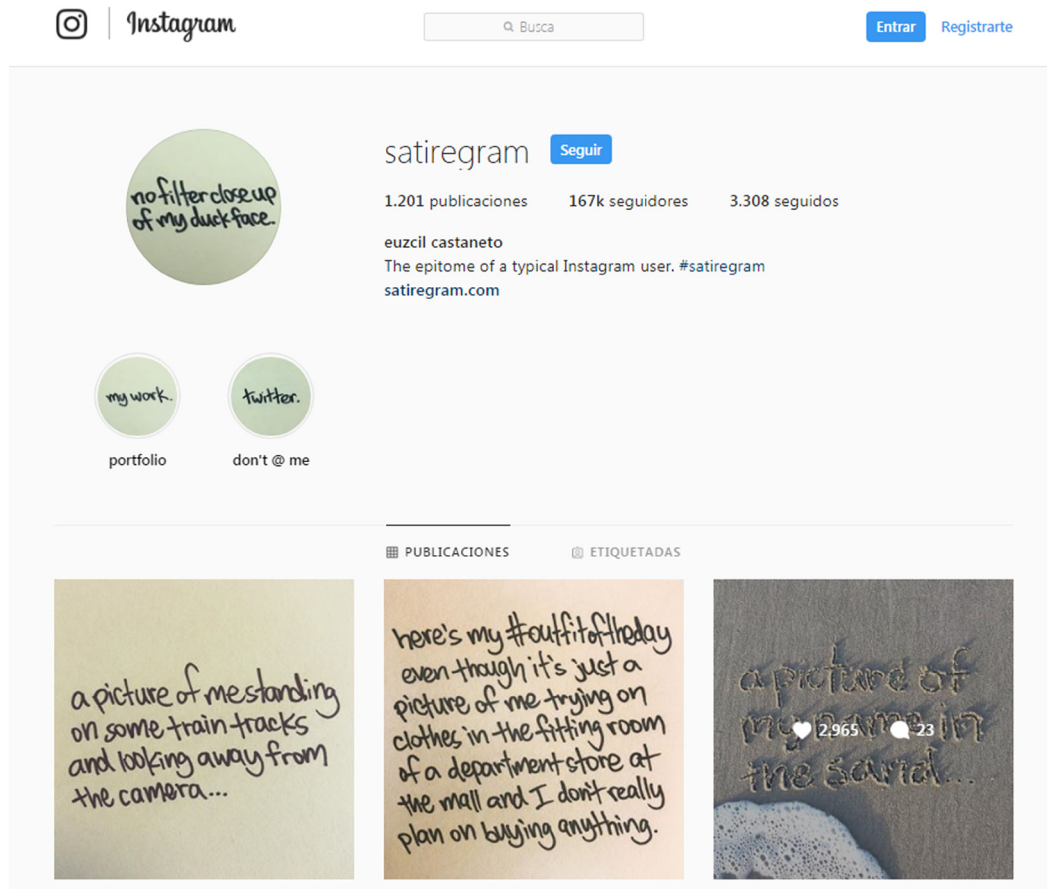 Instagram
Busca
Entrar Registrarte
no filter close up
of my duck face.
satiregram Seguir
1.201 publicaciones 167k seguidores 3.308 seguidos
euzcil castaneto
The epitome of a typical Instagram user. #satiregram
satiregram.com
my work.
twitter.
portfolio
don't @ me
PUBLICACIONES ETIQUETADAS
a picture of me standing
on some train tracks
and looking away from
the camera...
here's my #outfitoftheday
even though it's just a
picture of me trying on
clothes in the fitting room
of a department store at
the mall and I don't really
plan on buying anything.
a picture of
my name in
the sand...
2.965 23